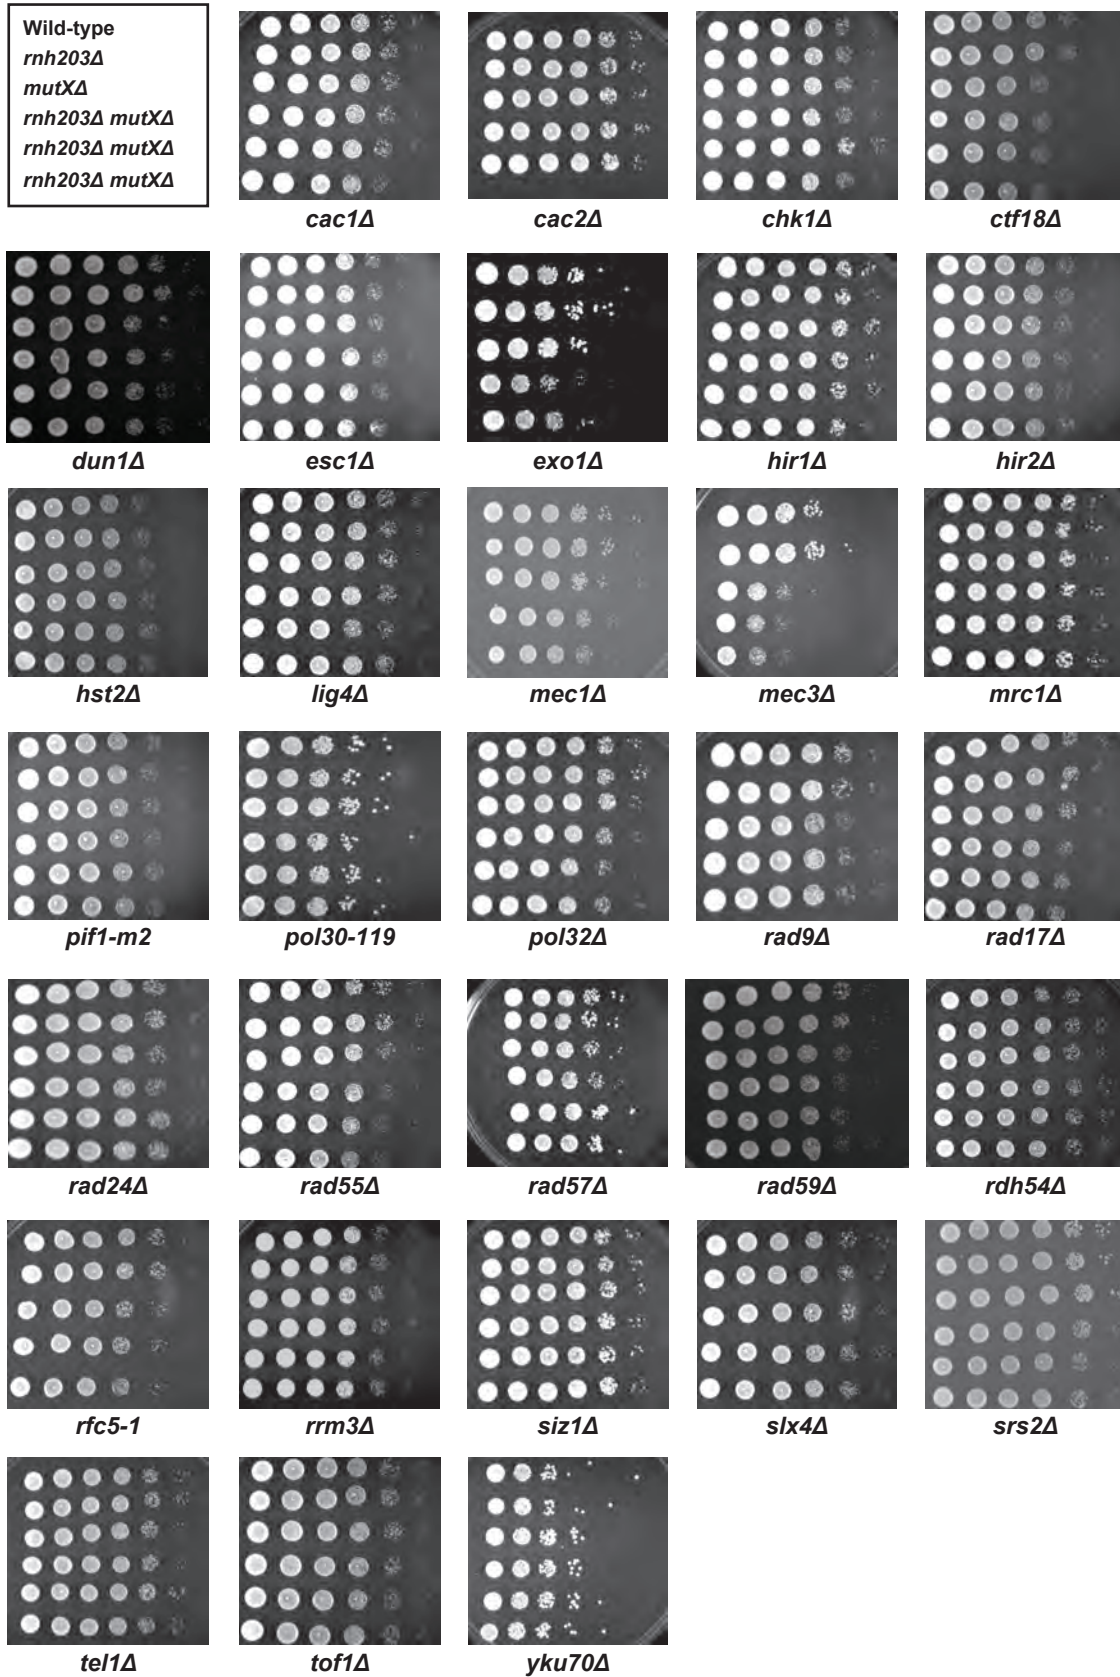 Wild-type
rnh203Δ
mutXΔ
rnh203Δ mutXΔ
rnh203Δ mutXΔ
rnh203Δ mutXΔ
cac1Δ
cac2Δ
chk1Δ
ctf18Δ
dun1Δ
esc1Δ
exo1Δ
hir1Δ
hir2Δ
hst2Δ
lig4Δ
mec1Δ
mec3Δ
mrc1Δ
pif1-m2
pol30-119
pol32Δ
rad9Δ
rad17Δ
rad24Δ
rad55Δ
rad57Δ
rad59Δ
rdh54Δ
rfc5-1
rrm3Δ
siz1Δ
slx4Δ
srs2Δ
tel1Δ
tof1Δ
yku70Δ